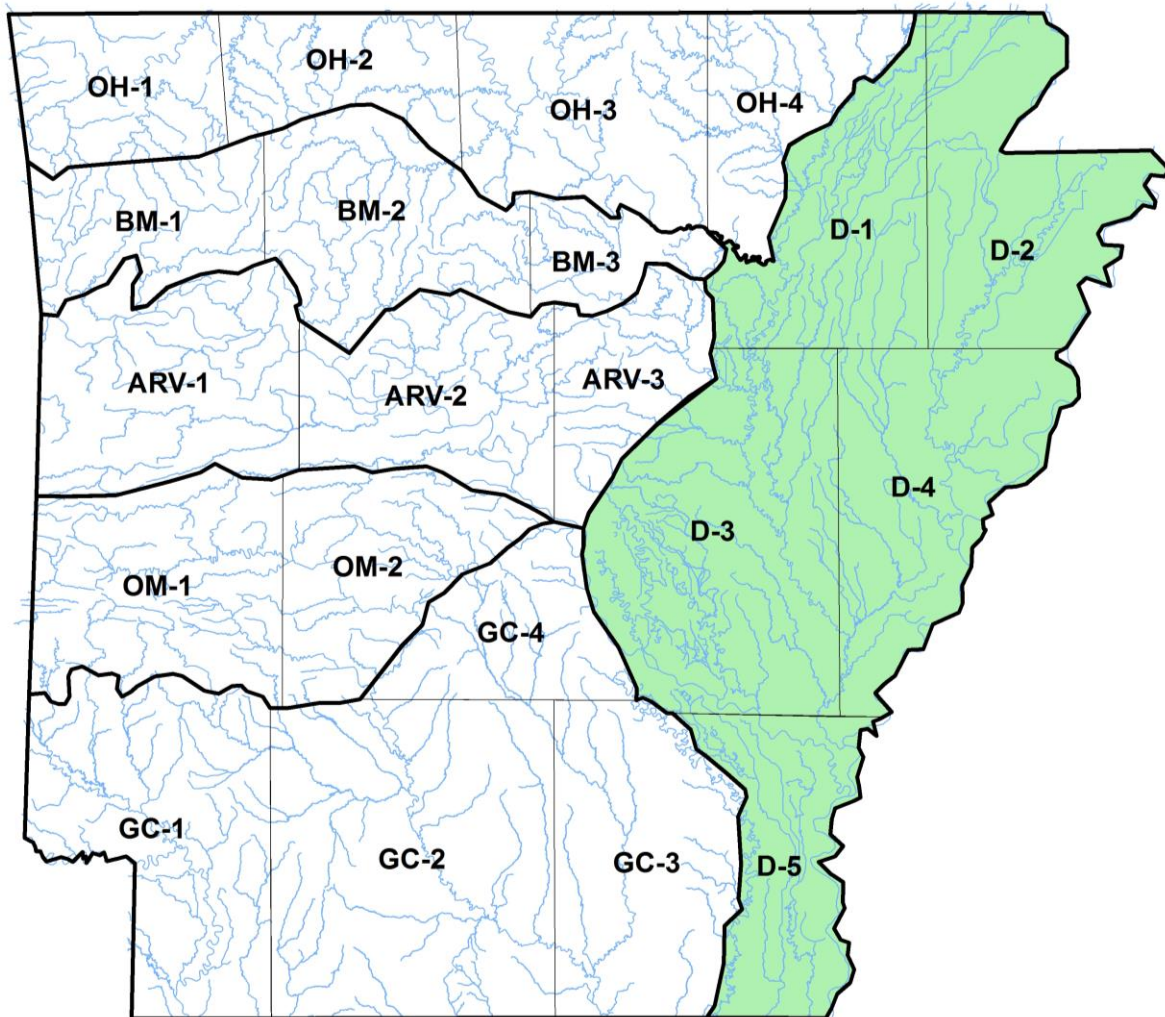 OH-1
OH-2
OH-3
OH-4
BM-1
BM-2
BM-3
D-1
D-2
ARV-1
ARV-2
ARV-3
D-3
D-4
OM-1
OM-2
GC-4
GC-1
GC-2
GC-3
D-5